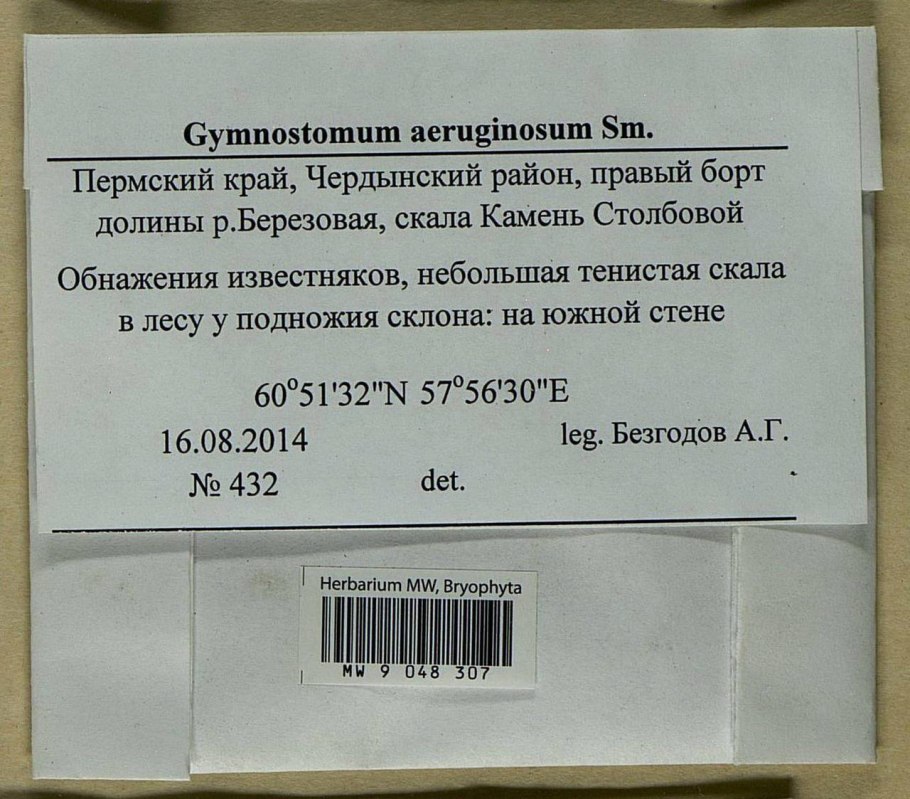 Gymnostomum aeruginosum Sm.
Пермский край, Чердынский район, правый борт
долины р.Березовая, скала Камень Столбовой
Обнажения известняков, небольшая тенистая скала
в лесу у подножия склона: на южной стене
60°51'32"N 57°56'30"E
16.08.2014 leg. Безгодов А.Г.
№ 432 det.
Herbarium MW, Bryophyta
MW 9 048 307